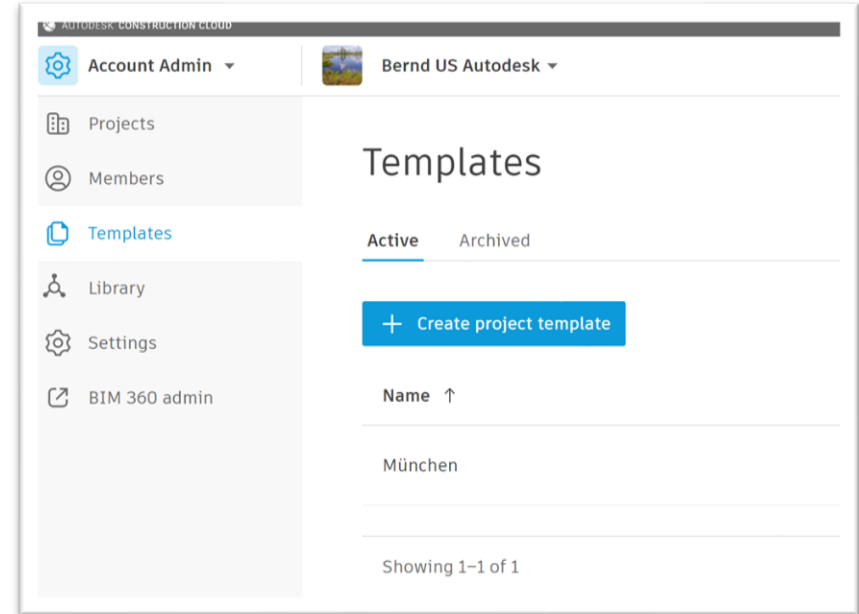 AUTODESK CONSTRUCTION CLOUD
Account Admin
Bernd US Autodesk
Projects
Members
Templates
Library
Settings
BIM 360 admin
Templates
Active Archived
+ Create project template
Name ↑
München
Showing 1–1 of 1